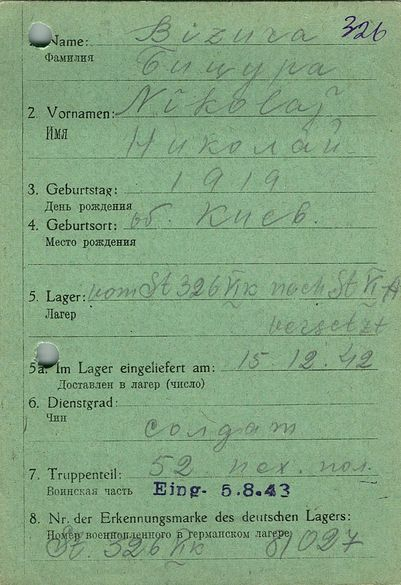 326
1. Name: Bizura
Фамилия Бицура
2. Vornamen: Nikolaj
Имя Николай
3. Geburtstag: 1919
День рождения
4. Geburtsort: об. Киев.
Место рождения
5. Lager: vom St 326 VI K nach St VI A
Лагер versetzt
5a. Im Lager eingeliefert am: 15.12.42
Доставлен в лагер (число)
6. Dienstgrad:
Чин солдат
7. Truppenteil: 52 пех. пол.
Воинская часть Eing- 5.8.43
8. Nr. der Erkennungsmarke des deutschen Lagers:
Номер военнопленного в германском лагере:
St. 326 VI K 81027